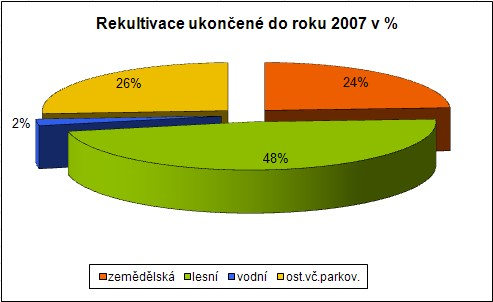 Rekultivace ukončené do roku 2007 v %
26%
24%
2%
48%
zemědělská lesní vodní ost.vč.parkov.